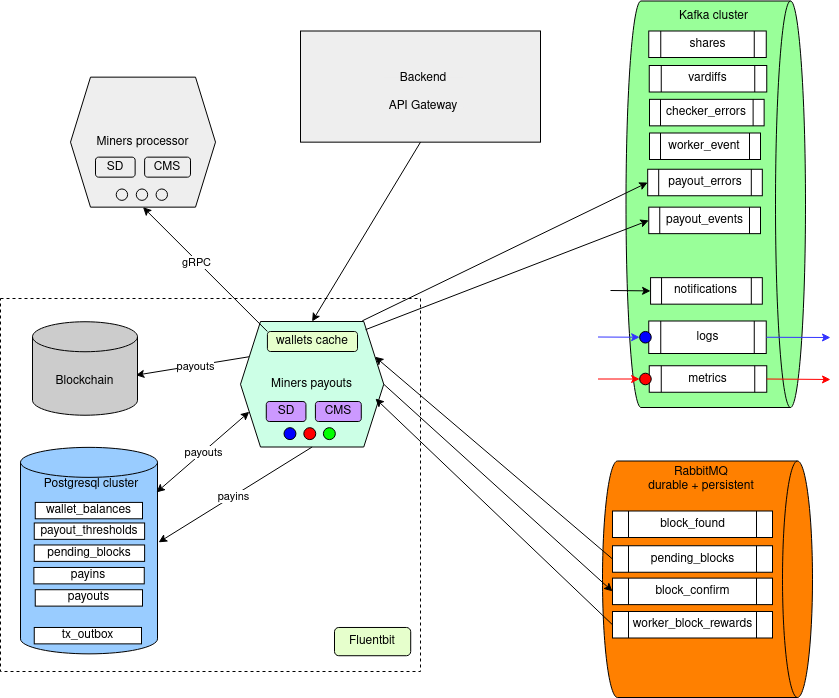 Kafka cluster
shares
vardiffs
checker_errors
worker_event
payout_errors
payout_events
notifications
logs
metrics
Backend
API Gateway
Miners processor
SD
CMS
gRPC
wallets cache
Miners payouts
SD
CMS
payouts
Blockchain
payouts
payins
Postgresql cluster
wallet_balances
payout_thresholds
pending_blocks
payins
payouts
tx_outbox
Fluentbit
RabbitMQ
durable + persistent
block_found
pending_blocks
block_confirm
worker_block_rewards